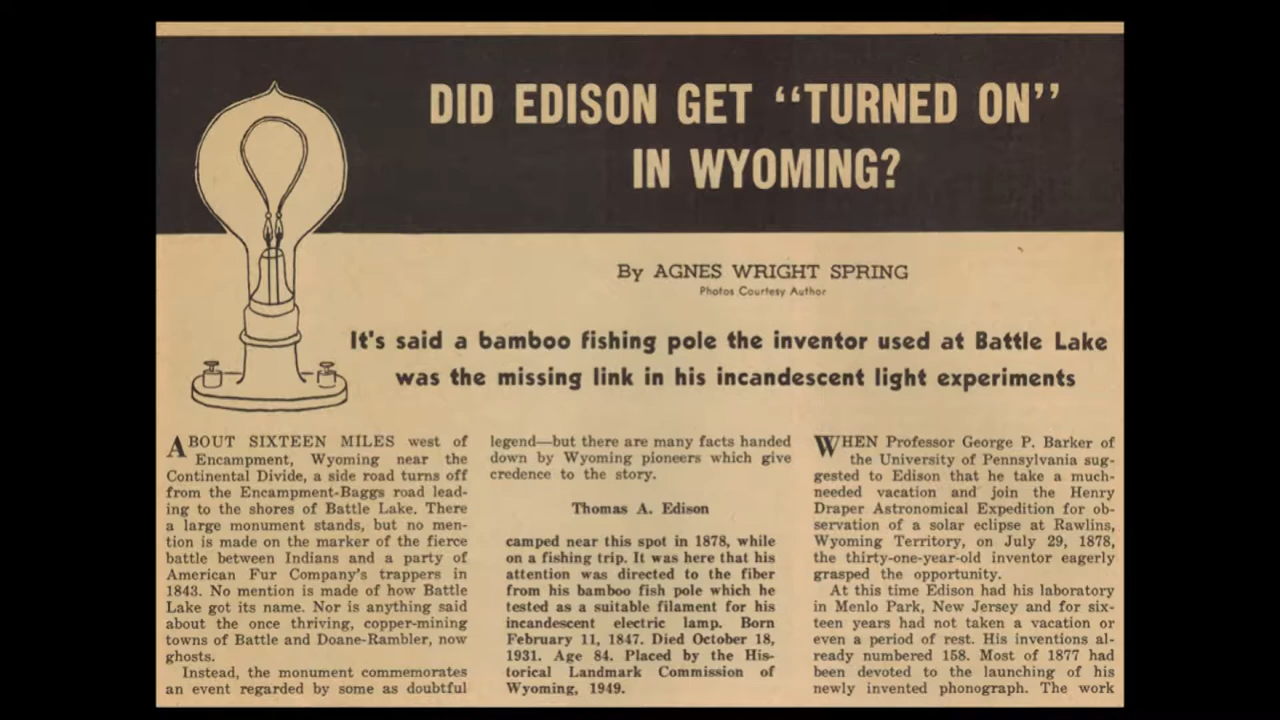 DID EDISON GET “TURNED ON”
IN WYOMING?
By AGNES WRIGHT SPRING
Photos Courtesy Author
It's said a bamboo fishing pole the inventor used at Battle Lake
was the missing link in his incandescent light experiments
ABOUT SIXTEEN MILES west of
Encampment, Wyoming near the
Continental Divide, a side road turns off
from the Encampment-Baggs road lead-
ing to the shores of Battle Lake. There
a large monument stands, but no men-
tion is made on the marker of the fierce
battle between Indians and a party of
American Fur Company's trappers in
1843. No mention is made of how Battle
Lake got its name. Nor is anything said
about the once thriving, copper-mining
towns of Battle and Doane-Rambler, now
ghosts.
Instead, the monument commemorates
an event regarded by some as doubtful
legend—but there are many facts handed
down by Wyoming pioneers which give
credence to the story.
Thomas A. Edison
camped near this spot in 1878, while
on a fishing trip. It was here that his
attention was directed to the fiber
from his bamboo fish pole which he
tested as a suitable filament for his
incandescent electric lamp. Born
February 11, 1847. Died October 18,
1931. Age 84. Placed by the His-
torical Landmark Commission of
Wyoming, 1949.
WHEN Professor George P. Barker of
the University of Pennsylvania sug-
gested to Edison that he take a much-
needed vacation and join the Henry
Draper Astronomical Expedition for ob-
servation of a solar eclipse at Rawlins,
Wyoming Territory, on July 29, 1878,
the thirty-one-year-old inventor eagerly
grasped the opportunity.
At this time Edison had his laboratory
in Menlo Park, New Jersey and for six-
teen years had not taken a vacation or
even a period of rest. His inventions al-
ready numbered 158. Most of 1877 had
been devoted to the launching of his
newly invented phonograph. The work